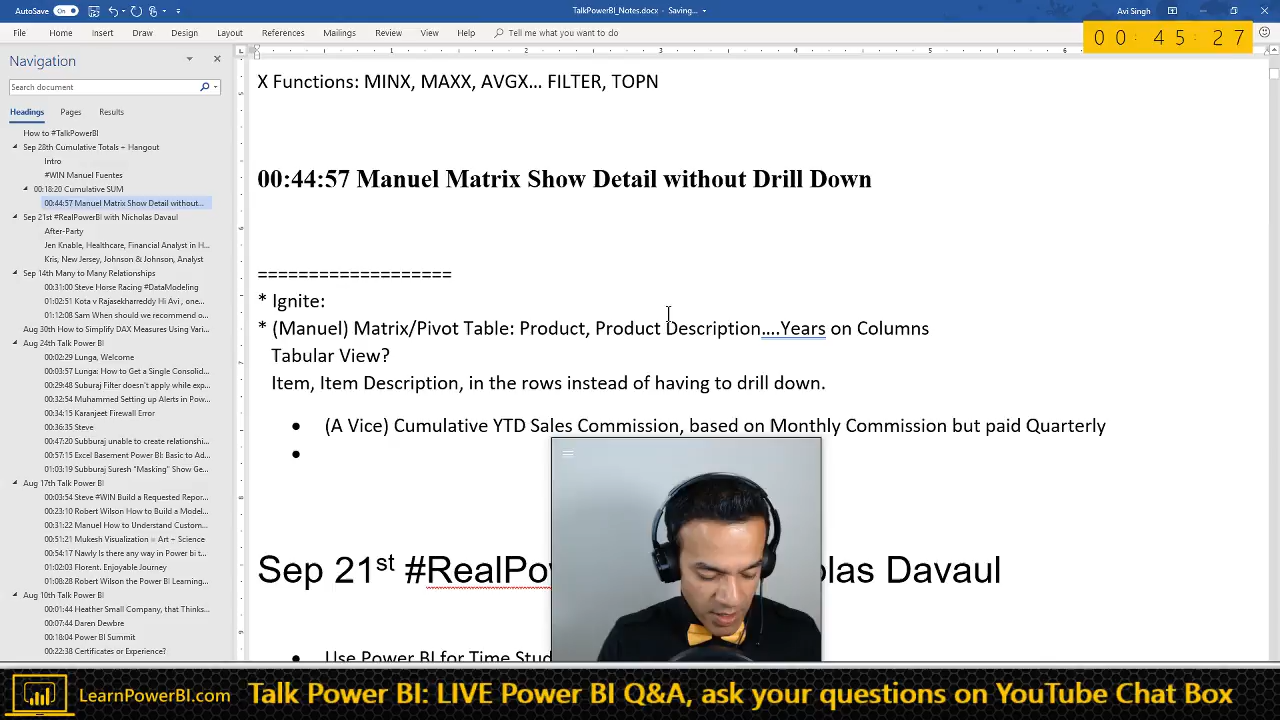 AutoSave On TalkPowerBI_Notes.docx - Saving... Avi Singh
File Home Insert Draw Design Layout References Mailings Review View Help Tell me what you want to do
00:45:27
Navigation
Search document
Headings Pages Results
How to #TalkPowerBI
Sep 28th Cumulative Totals + Hangout
Intro
#WIN Manuel Fuentes
00:18:20 Cumulative SUM
00:44:57 Manuel Matrix Show Detail without...
Sep 21st #RealPowerBI with Nicholas Davaul
After-Party
Jen Knable, Healthcare, Financial Analyst in H...
Kris, New Jersey, Johnson & Johnson, Analyst
Sep 14th Many to Many Relationships
00:31:00 Steve Horse Racing #DataModeling
01:02:51 Kota v Rajasekharreddy Hi Avi , one...
01:12:08 Sam When should we recommend o...
Aug 30th How to Simplify DAX Measures Using Vari...
Aug 24th Talk Power BI
00:02:29 Lunga, Welcome
00:03:57 Lunga: How to Get a Single Consolid...
00:29:48 Suburaj Filter doesn't apply while exp...
00:32:54 Muhammed Setting up Alerts in Pow...
00:34:15 Karanjeet Firewall Error
00:36:35 Steve
00:47:20 Subburaj unable to create relationshi...
00:57:15 Excel Basement Power BI: Basic to Ad...
01:03:19 Subburaj Suresh "Masking" Show Ge...
Aug 17th Talk Power BI
00:03:54 Steve #WIN Build a Requested Repor...
00:23:10 Robert Wilson How to Build a Model...
00:31:22 Manuel How to Understand Custom...
00:51:21 Mukesh Visualization = Art + Science
00:54:17 Nawly Is there any way in Power bi t...
01:02:03 Florent. Enjoyable Journey
01:08:28 Robert Wilson the Power BI Learning...
Aug 10th Talk Power BI
00:01:44 Heather Small Company, that Thinks...
00:07:44 Daren Dewbre
00:18:04 Power BI Summit
00:22:38 Certificates or Experience?
X Functions: MINX, MAXX, AVGX... FILTER, TOPN
00:44:57 Manuel Matrix Show Detail without Drill Down
===================
* Ignite:
* (Manuel) Matrix/Pivot Table: Product, Product Description....Years on Columns
Tabular View?
Item, Item Description, in the rows instead of having to drill down.
• (A Vice) Cumulative YTD Sales Commission, based on Monthly Commission but paid Quarterly
•
Sep 21st #RealPow olas Davaul
• Use Power BI for Time Stud
LearnPowerBI.com Talk Power BI: LIVE Power BI Q&A, ask your questions on YouTube Chat Box